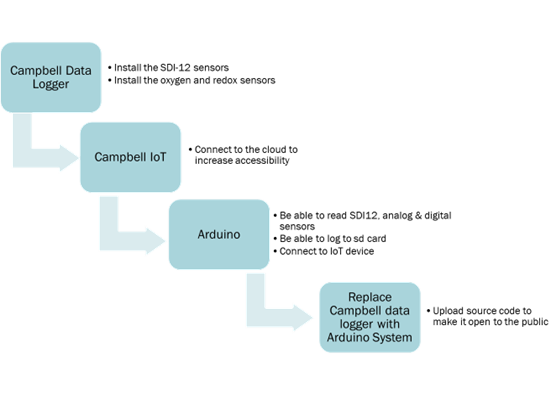 Campbell Data
Logger
• Install the SDI-12 sensors
• Install the oxygen and redox sensors
Campbell IoT
• Connect to the cloud to
increase accessibility
Arduino
• Be able to read SDI12, analog & digital
sensors
• Be able to log to sd card
• Connect to IoT device
Replace
Campbell data
logger with
Arduino System
• Upload source code to
make it open to the public